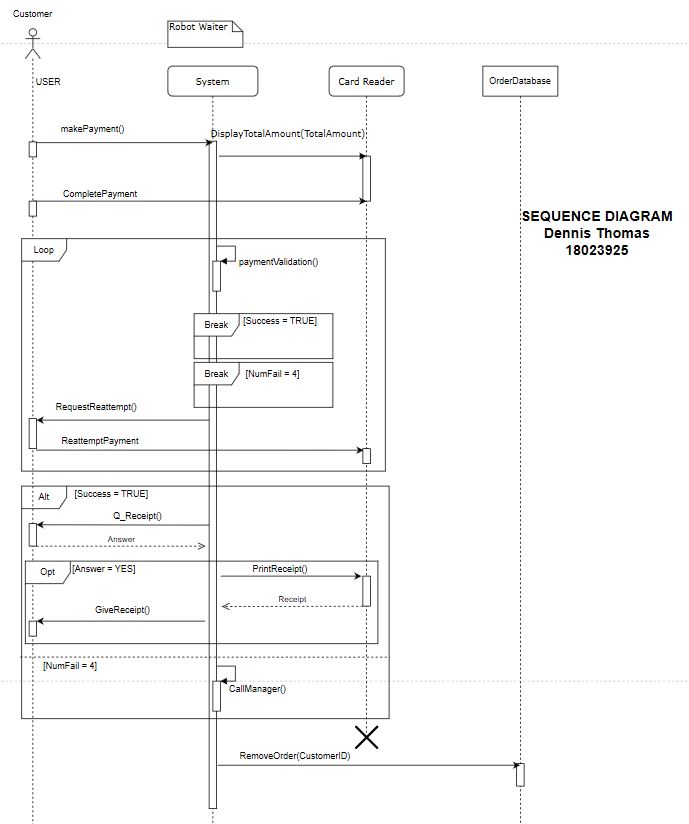 Customer
Robot Waiter
USER
System
Card Reader
OrderDatabase
makePayment()
DisplayTotalAmount(TotalAmount)
CompletePayment
SEQUENCE DIAGRAM
Dennis Thomas
18023925
Loop
paymentValidation()
Break
[Success = TRUE]
Break
[NumFail = 4]
RequestReattempt()
ReattemptPayment
Alt
[Success = TRUE]
Q_Receipt()
Answer
Opt
[Answer = YES]
PrintReceipt()
Receipt
GiveReceipt()
[NumFail = 4]
CallManager()
RemoveOrder(CustomerID)